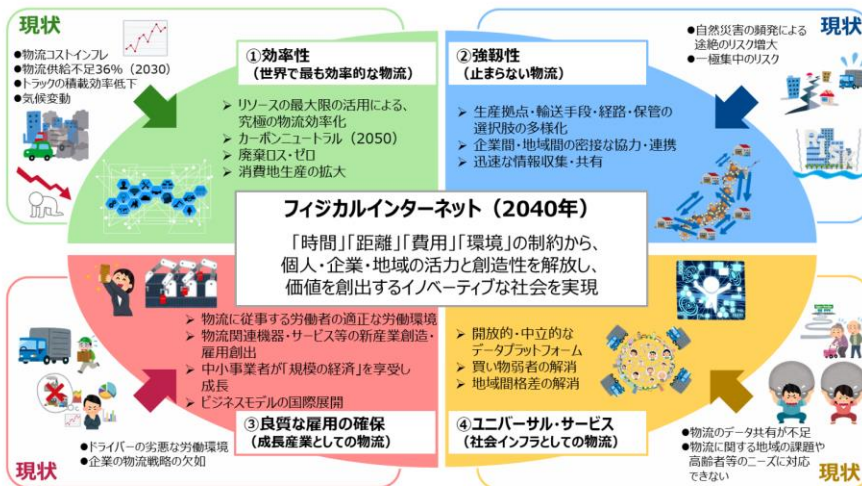 現状
●物流コストインフレ
●物流供給不足36%（2030）
●トラックの積載効率低下
●気候変動
①効率性
（世界で最も効率的な物流）
➢ リソースの最大限の活用による、
究極の物流効率化
➢ カーボンニュートラル（2050）
➢ 廃棄ロス・ゼロ
➢ 消費地生産の拡大
②強靭性
（止まらない物流）
➢ 生産拠点・輸送手段・経路・保管の
選択肢の多様化
➢ 企業間・地域間の密接な協力・連携
➢ 迅速な情報収集・共有
現状
●自然災害の頻発による
途絶のリスク増大
●一極集中のリスク
フィジカルインターネット（2040年）
「時間」「距離」「費用」「環境」の制約から、
個人・企業・地域の活力と創造性を解放し、
価値を創出するイノベーティブな社会を実現
➢ 物流に従事する労働者の適正な労働環境
➢ 物流関連機器・サービス等の新産業創造・
雇用創出
➢ 中小事業者が「規模の経済」を享受し
成長
➢ ビジネスモデルの国際展開
③良質な雇用の確保
（成長産業としての物流）
●ドライバーの劣悪な労働環境
●企業の物流戦略の欠如
現状
➢ 開放的・中立的な
データプラットフォーム
➢ 買い物弱者の解消
➢ 地域間格差の解消
④ユニバーサル・サービス
（社会インフラとしての物流）
●物流のデータ共有が不足
●物流に関する地域の課題や
高齢者等のニーズに対応
できない
現状